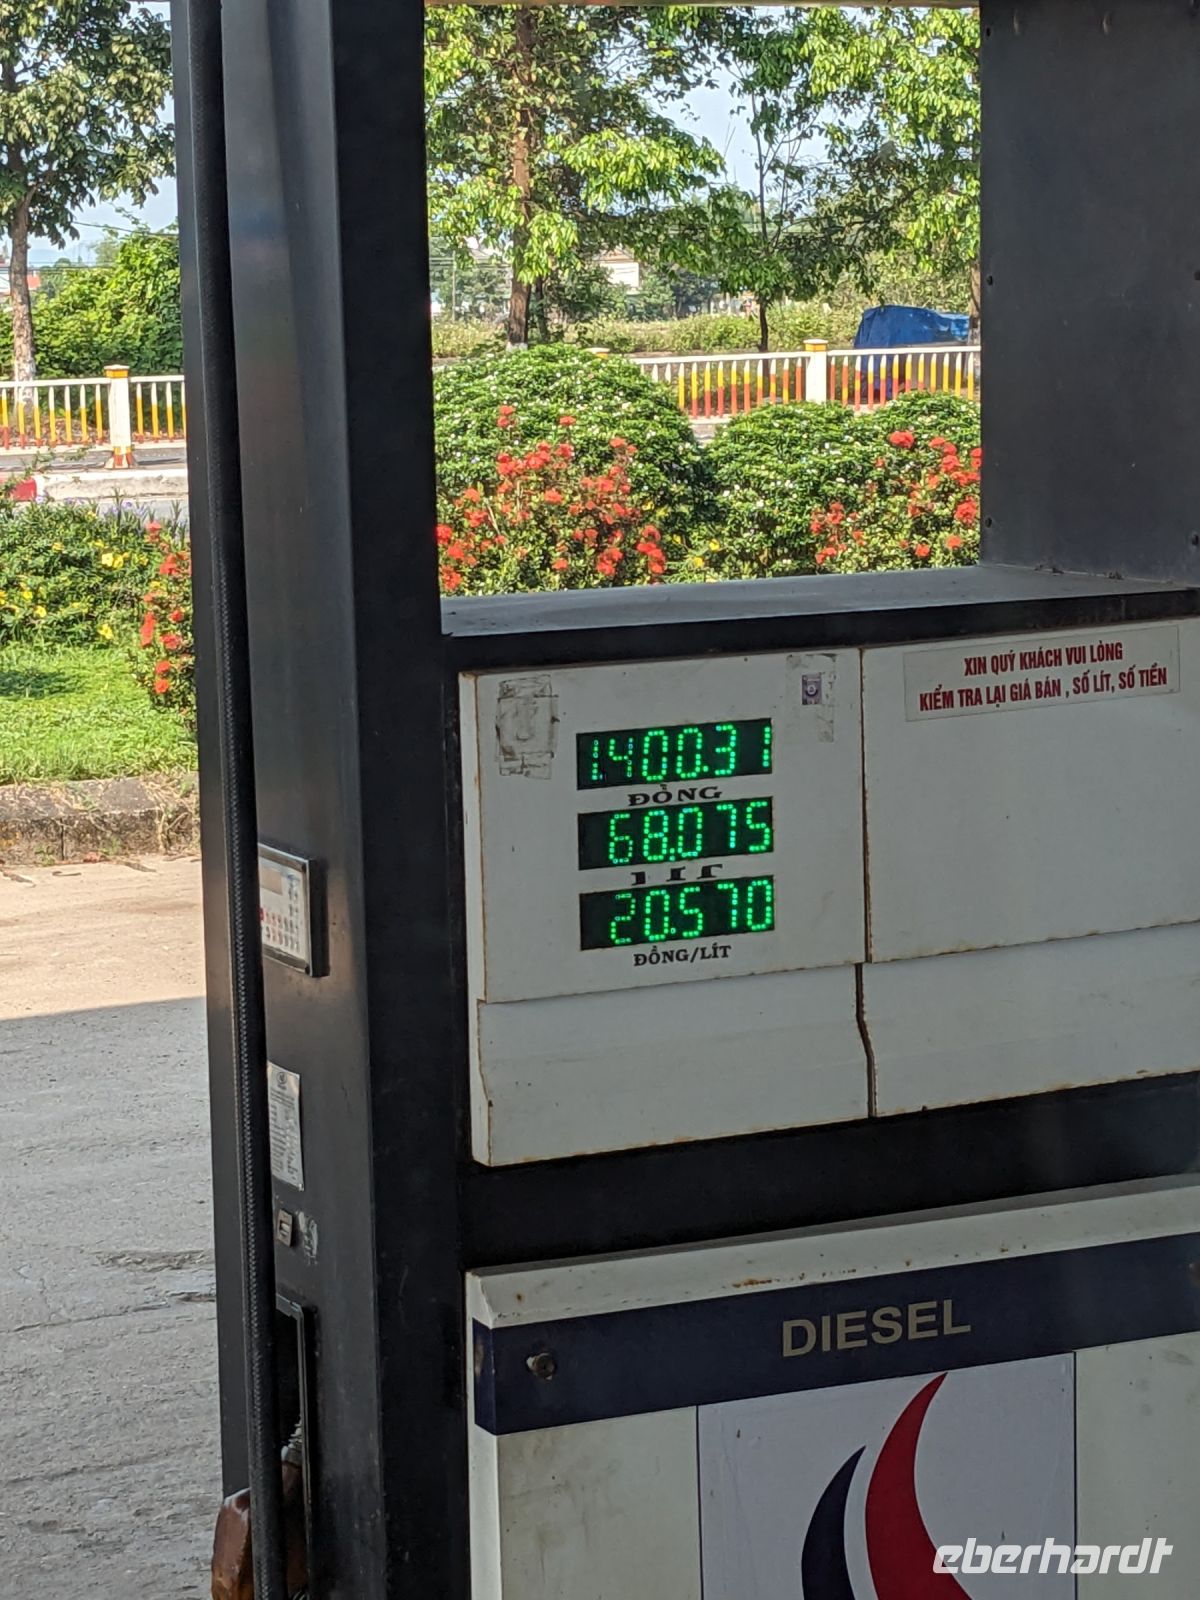 XIN QUÝ KHÁCH VUI LÒNG
KIỂM TRA LẠI GIÁ BÁN , SỐ LÍT, SỐ TIỀN
1.400.31
ĐỒNG
68.075
LÍT
20.570
ĐỒNG/LÍT
DIESEL
eberhardt